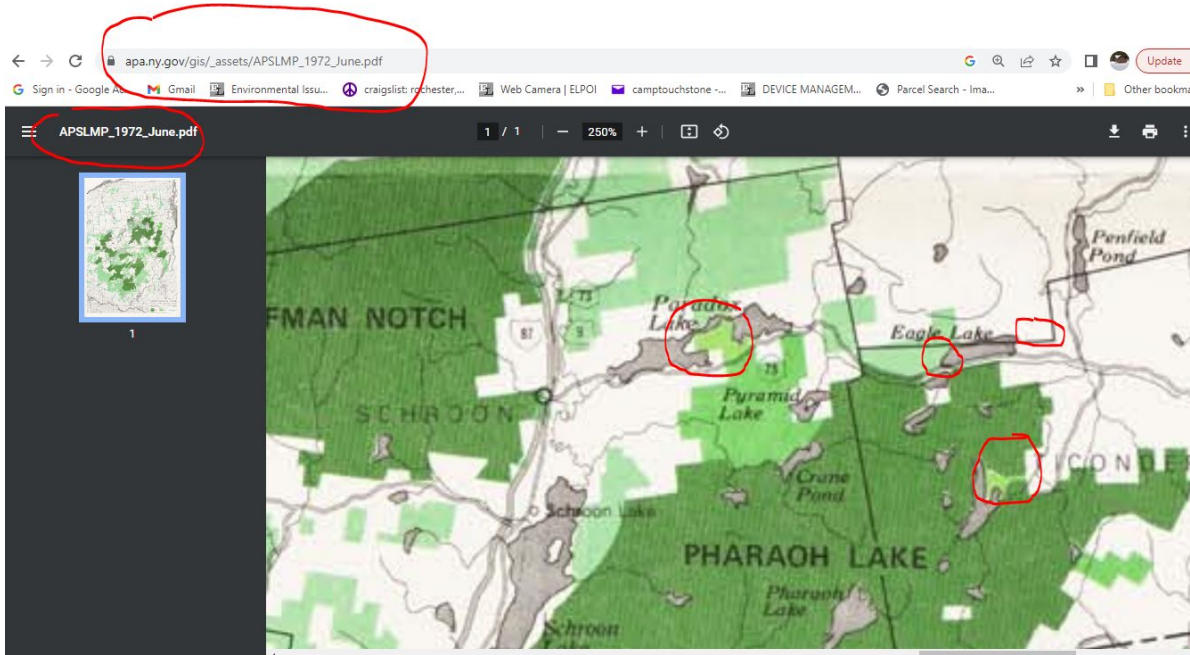 apa.ny.gov/gis/_assets/APSLMP_1972_June.pdf
Update
Sign in - Google Ac...
Gmail
Environmental Issu...
craigslist: rochester,...
Web Camera | ELPOI
camptouchstone -...
DEVICE MANAGEM...
Parcel Search - Ima...
»
Other bookma
APSLMP_1972_June.pdf
1 / 1
250%
1
Penfield
Pond
73
Paradox
Lake
FMAN NOTCH
87
9
Eagle Lake
73
Pyramid
Lake
SCHROON
TICONDE
Crane
Pond
Schroon Lake
PHARAOH LAKE
Pharaoh
Lake
Schroon
Lake